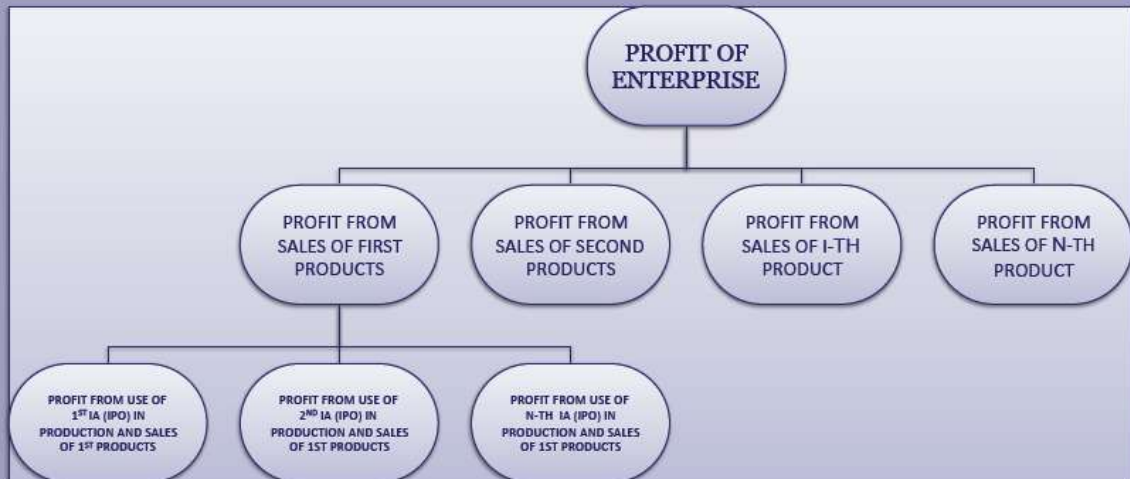 PROFIT OF
ENTERPRISE
PROFIT FROM
SALES OF FIRST
PRODUCTS
PROFIT FROM
SALES OF SECOND
PRODUCTS
PROFIT FROM
SALES OF I-TH
PRODUCT
PROFIT FROM
SALES OF N-TH
PRODUCT
PROFIT FROM USE OF
1ST IA (IPO) IN
PRODUCTION AND SALES
OF 1ST PRODUCTS
PROFIT FROM USE OF
2ND IA (IPO) IN
PRODUCTION AND SALES
OF 1ST PRODUCTS
PROFIT FROM USE OF
N-TH IA (IPO) IN
PRODUCTION AND SALES
OF 1ST PRODUCTS